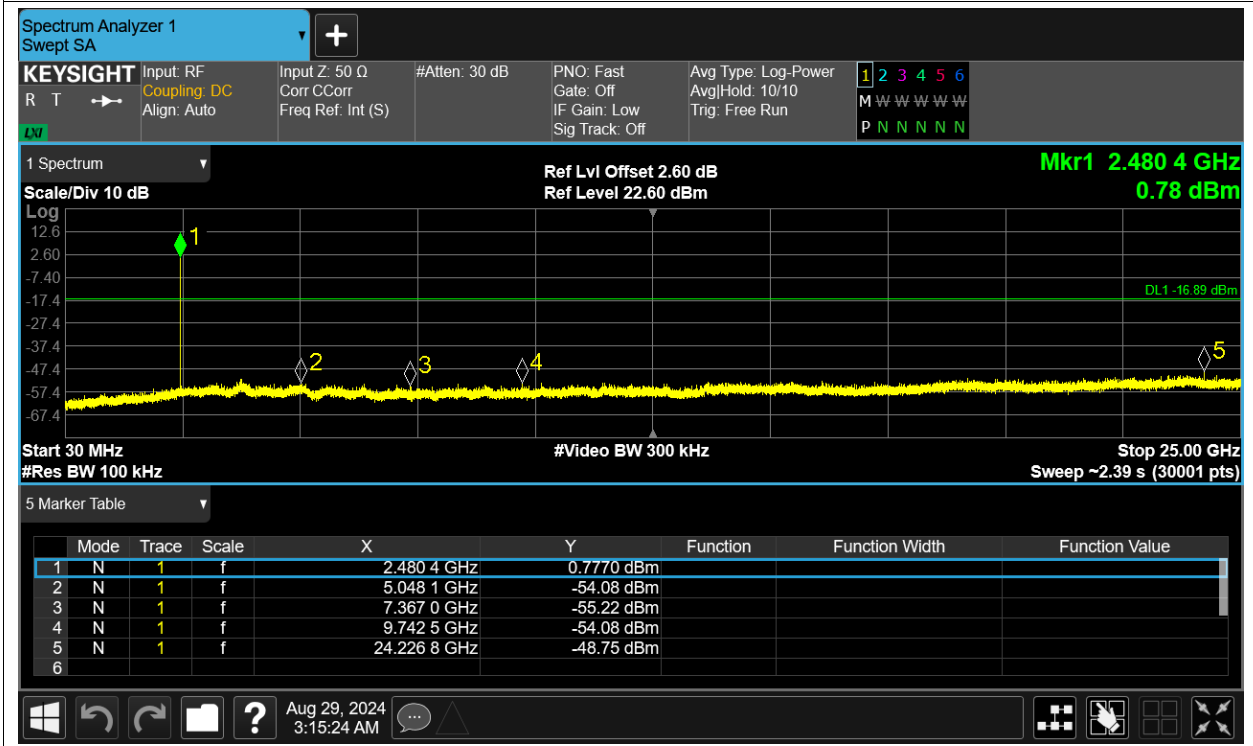 Spectrum Analyzer 1
Swept SA
KEYSIGHT
R T
LXI
Input: RF
Coupling: DC
Align: Auto
Input Z: 50 Ω
Corr CCorr
Freq Ref: Int (S)
#Atten: 30 dB
PNO: Fast
Gate: Off
IF Gain: Low
Sig Track: Off
Avg Type: Log-Power
Avg|Hold: 10/10
Trig: Free Run
1 2 3 4 5 6
M W W W W W
P N N N N N
1 Spectrum
Scale/Div 10 dB
Ref Lvl Offset 2.60 dB
Ref Level 22.60 dBm
Mkr1 2.480 4 GHz
0.78 dBm
Log
12.6
2.60
-7.40
-17.4
-27.4
-37.4
-47.4
-57.4
-67.4
1
2
3
4
5
DL1 -16.89 dBm
Start 30 MHz
#Video BW 300 kHz
Stop 25.00 GHz
#Res BW 100 kHz
Sweep ~2.39 s (30001 pts)
5 Marker Table
Mode Trace Scale X Y Function Function Width Function Value
1 N 1 f 2.480 4 GHz 0.7770 dBm
2 N 1 f 5.048 1 GHz -54.08 dBm
3 N 1 f 7.367 0 GHz -55.22 dBm
4 N 1 f 9.742 5 GHz -54.08 dBm
5 N 1 f 24.226 8 GHz -48.75 dBm
6
?
Aug 29, 2024
3:15:24 AM